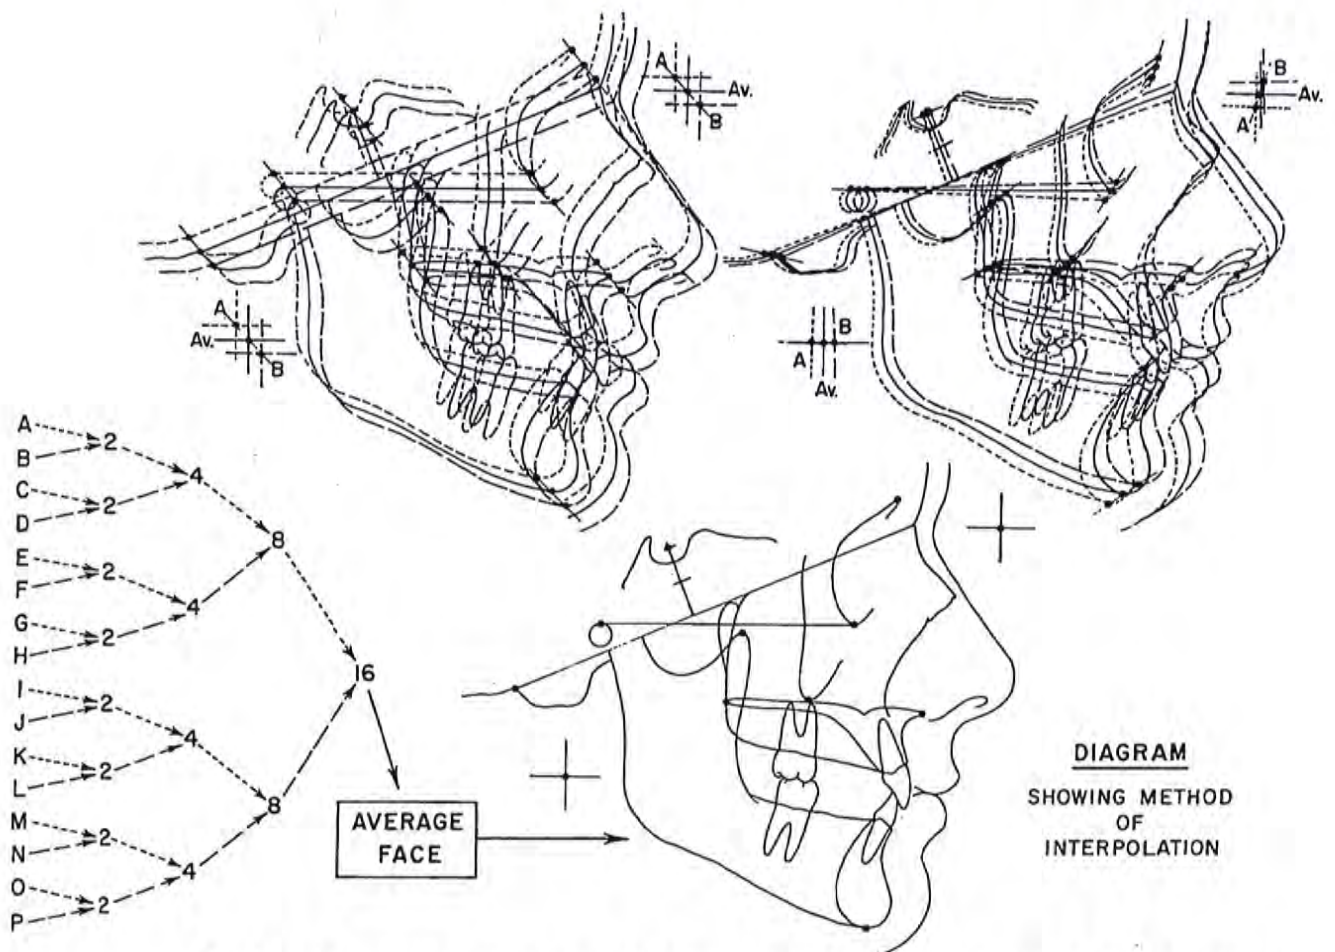 A
Av.
B
B
Av.
A
A
Av.
B
B
A
Av.
A
B
2
C
D
2
4
E
F
2
G
H
2
4
8
I
J
2
K
L
2
4
M
N
2
O
P
2
4
8
16
AVERAGE
FACE
DIAGRAM
SHOWING METHOD
OF
INTERPOLATION